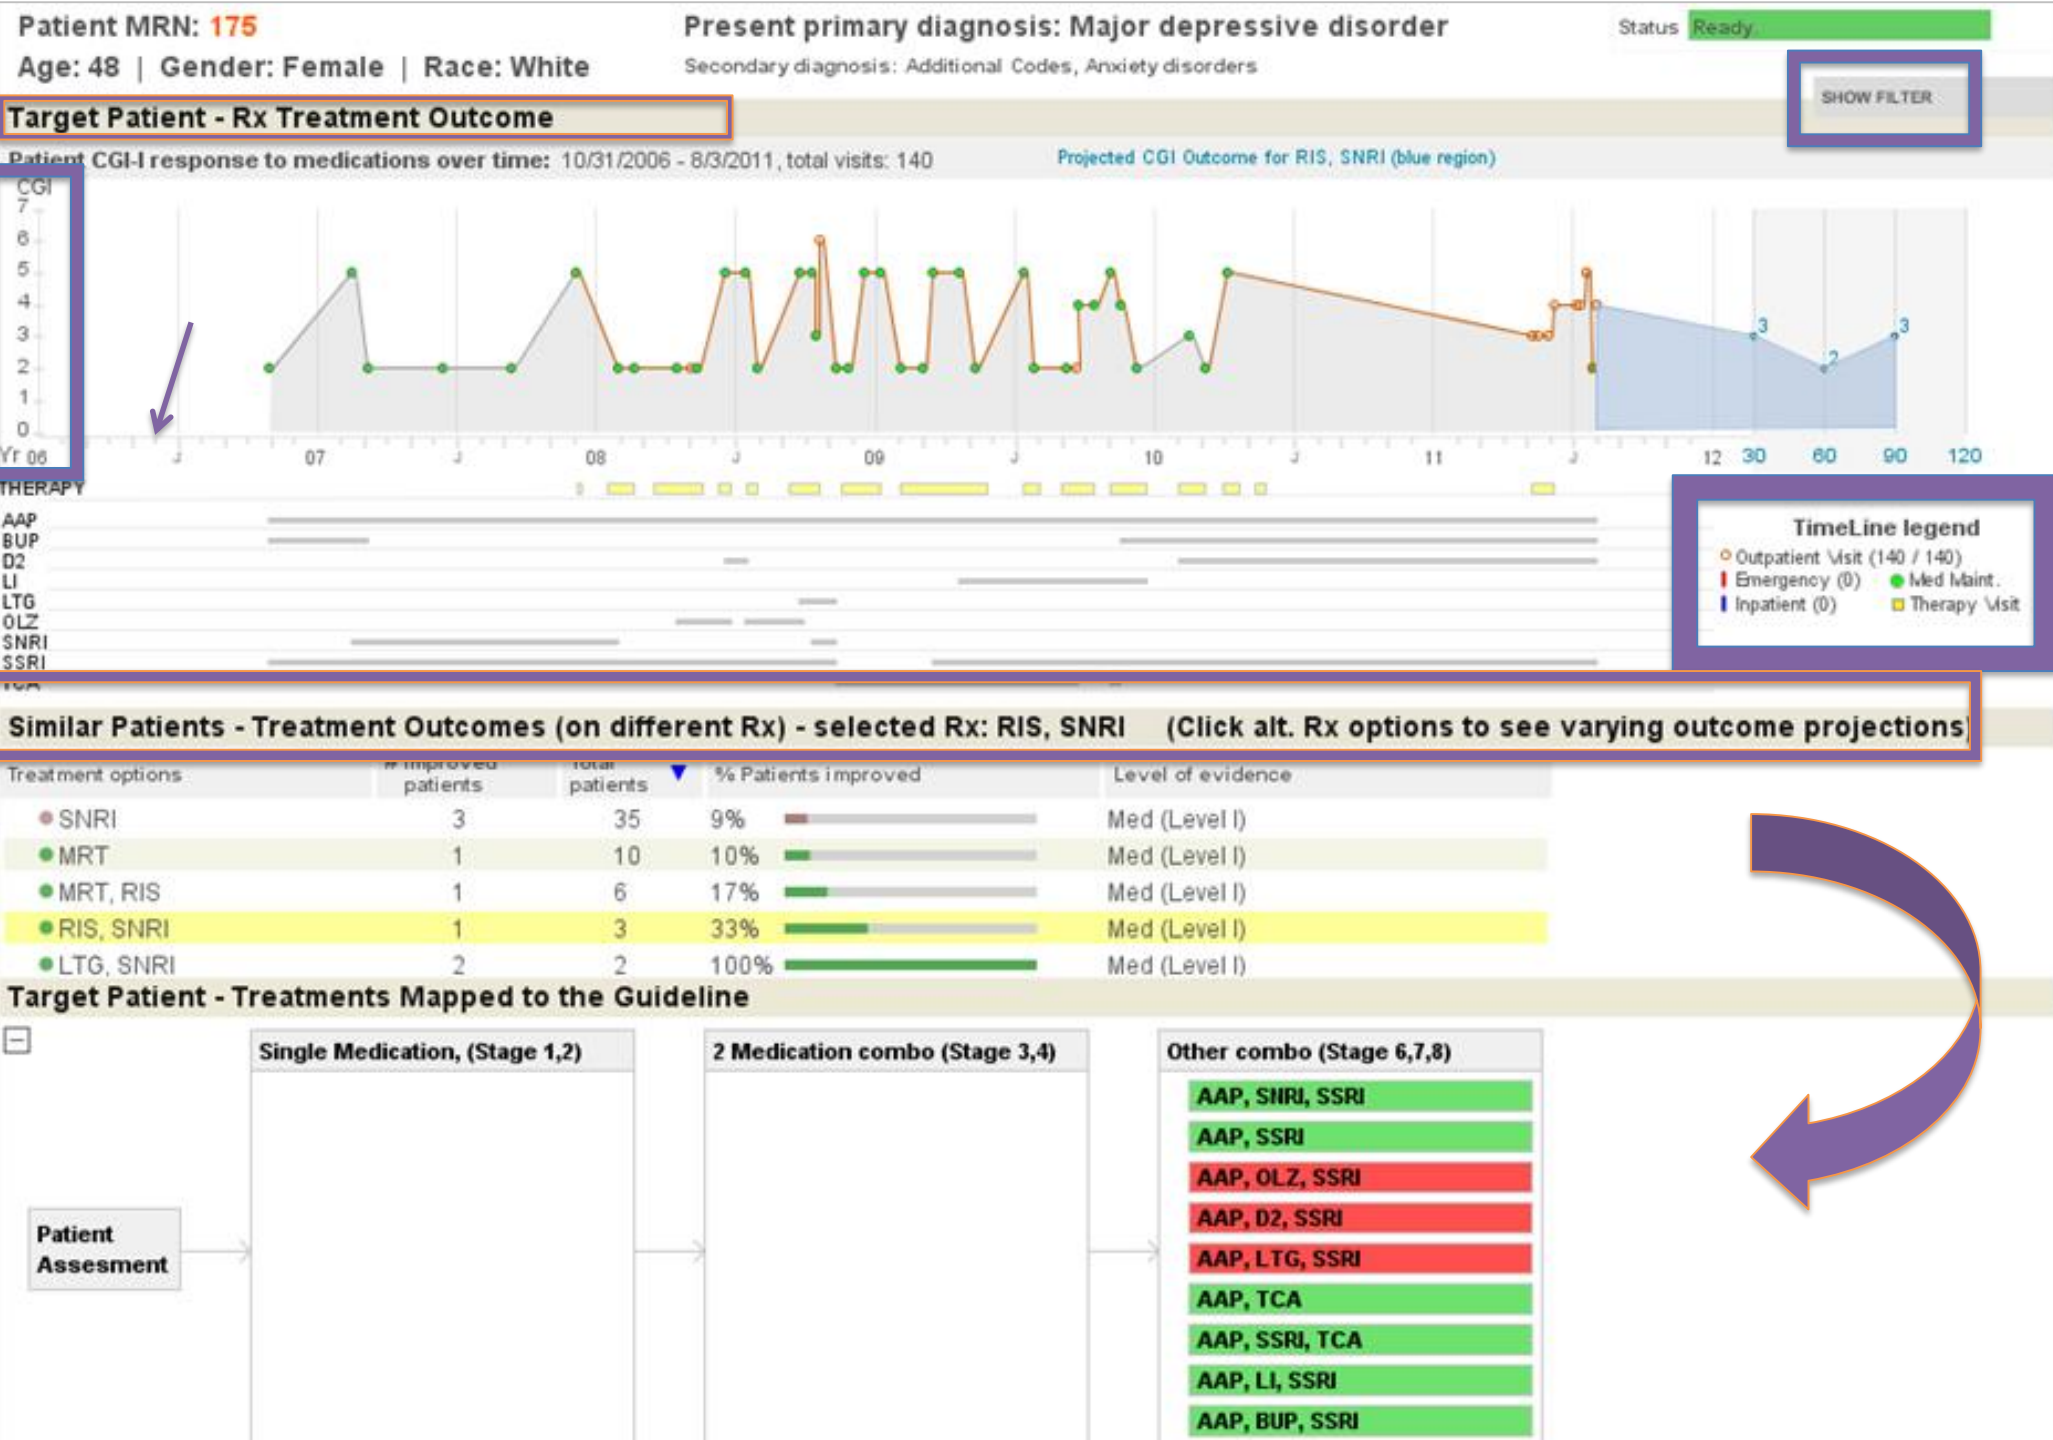 Patient MRN: 175
Present primary diagnosis: Major depressive disorder
Status Ready.
Age: 48 | Gender: Female | Race: White
Secondary diagnosis: Additional Codes, Anxiety disorders
SHOW FILTER
Target Patient - Rx Treatment Outcome
Patient CGI-I response to medications over time: 10/31/2006 - 8/3/2011, total visits: 140
Projected CGI Outcome for RIS, SNRI (blue region)
CGI
7
6
5
4
3
2
1
0
3
2
3
Yr 06 J 07 J 08 J 09 J 10 J 11 J 12 30 60 90 120
THERAPY
AAP
BUP
D2
LI
LTG
OLZ
SNRI
SSRI
TCA
TimeLine legend
Outpatient Visit (140 / 140)
Emergency (0) Med Maint.
Inpatient (0) Therapy Visit
Similar Patients - Treatment Outcomes (on different Rx) - selected Rx: RIS, SNRI (Click alt. Rx options to see varying outcome projections)
Treatment options # improved patients Total patients % Patients improved Level of evidence
SNRI 3 35 9% Med (Level I)
MRT 1 10 10% Med (Level I)
MRT, RIS 1 6 17% Med (Level I)
RIS, SNRI 1 3 33% Med (Level I)
LTG, SNRI 2 2 100% Med (Level I)
Target Patient - Treatments Mapped to the Guideline
Single Medication, (Stage 1,2)
2 Medication combo (Stage 3,4)
Other combo (Stage 6,7,8)
Patient
Assesment
AAP, SNRI, SSRI
AAP, SSRI
AAP, OLZ, SSRI
AAP, D2, SSRI
AAP, LTG, SSRI
AAP, TCA
AAP, SSRI, TCA
AAP, LI, SSRI
AAP, BUP, SSRI